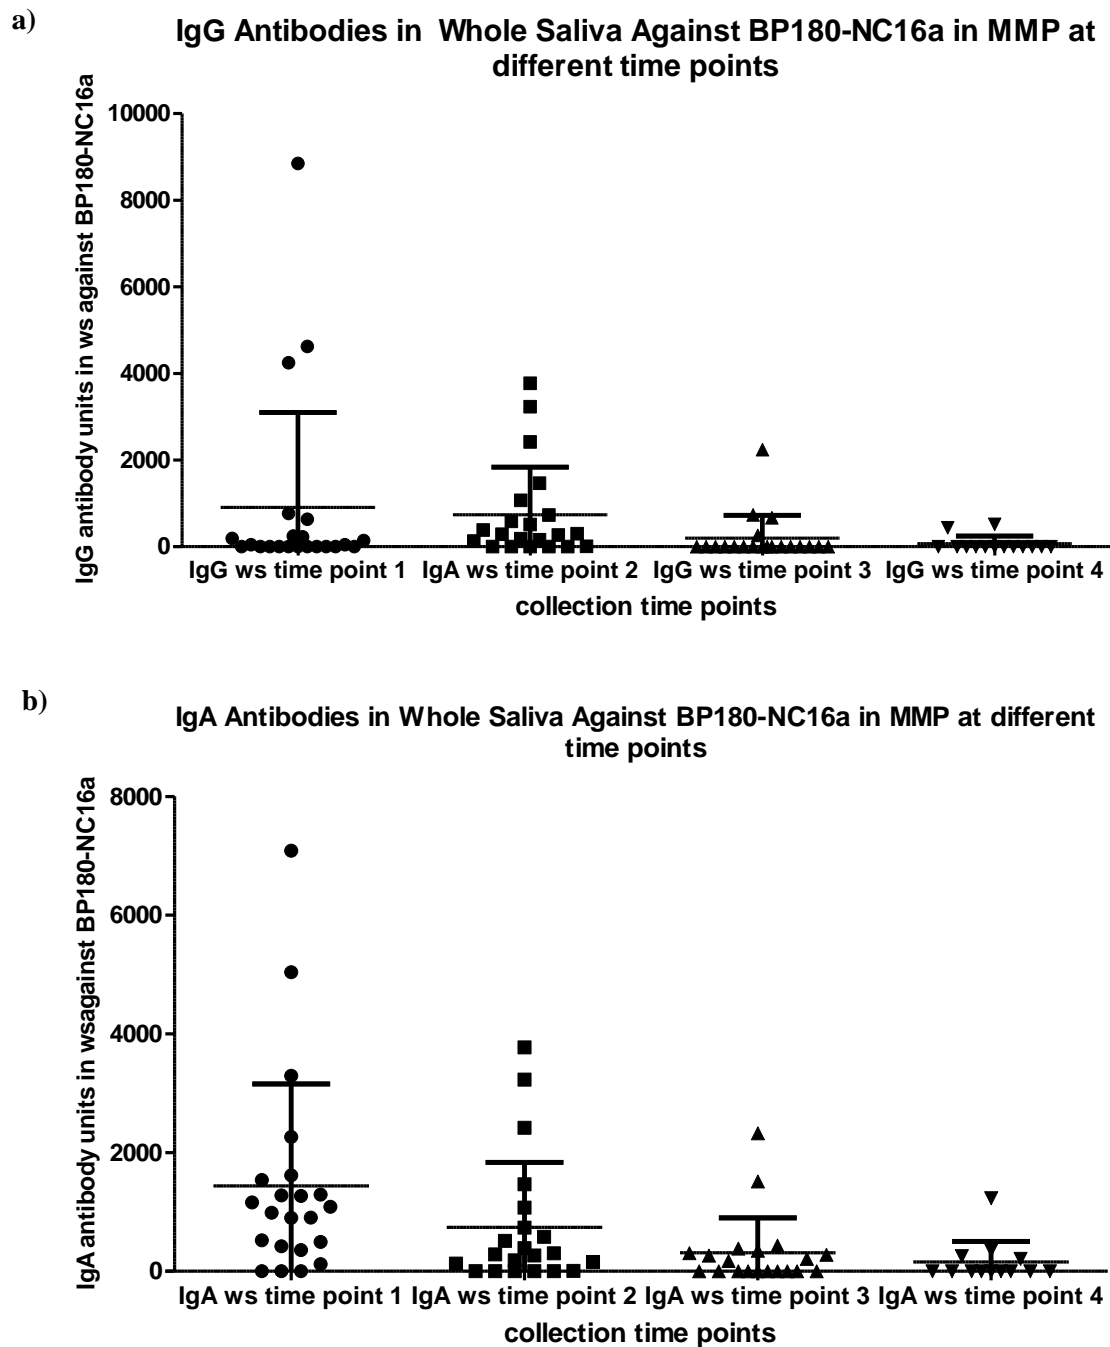 a)
IgG Antibodies in Whole Saliva Against BP180-NC16a in MMP at
different time points
IgG antibody units in ws against BP180-NC16a
10000
8000
6000
4000
2000
0
IgG ws time point 1 IgA ws time point 2 IgG ws time point 3 IgG ws time point 4
collection time points
b)
IgA Antibodies in Whole Saliva Against BP180-NC16a in MMP at different
time points
IgA antibody units in wsagainst BP180-NC16a
8000
6000
4000
2000
0
IgA ws time point 1 IgA ws time point 2 IgA ws time point 3 IgA ws time point 4
collection time points